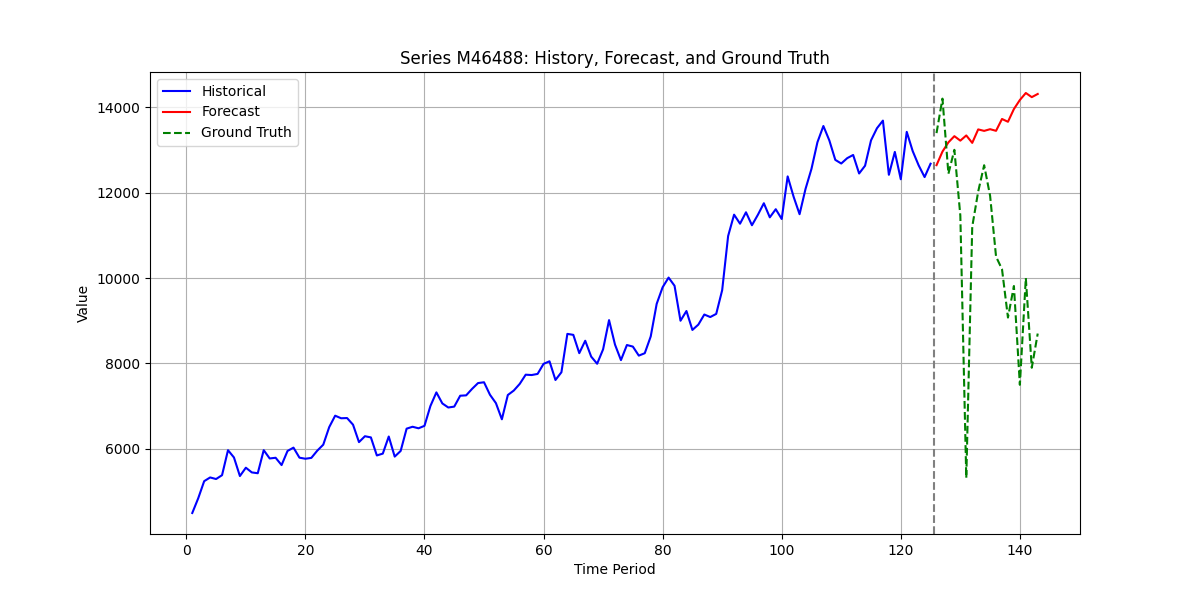 Series M46488: History, Forecast, and Ground Truth
Historical
Forecast
Ground Truth
14000
12000
10000
8000
6000
Value
0 20 40 60 80 100 120 140
Time Period